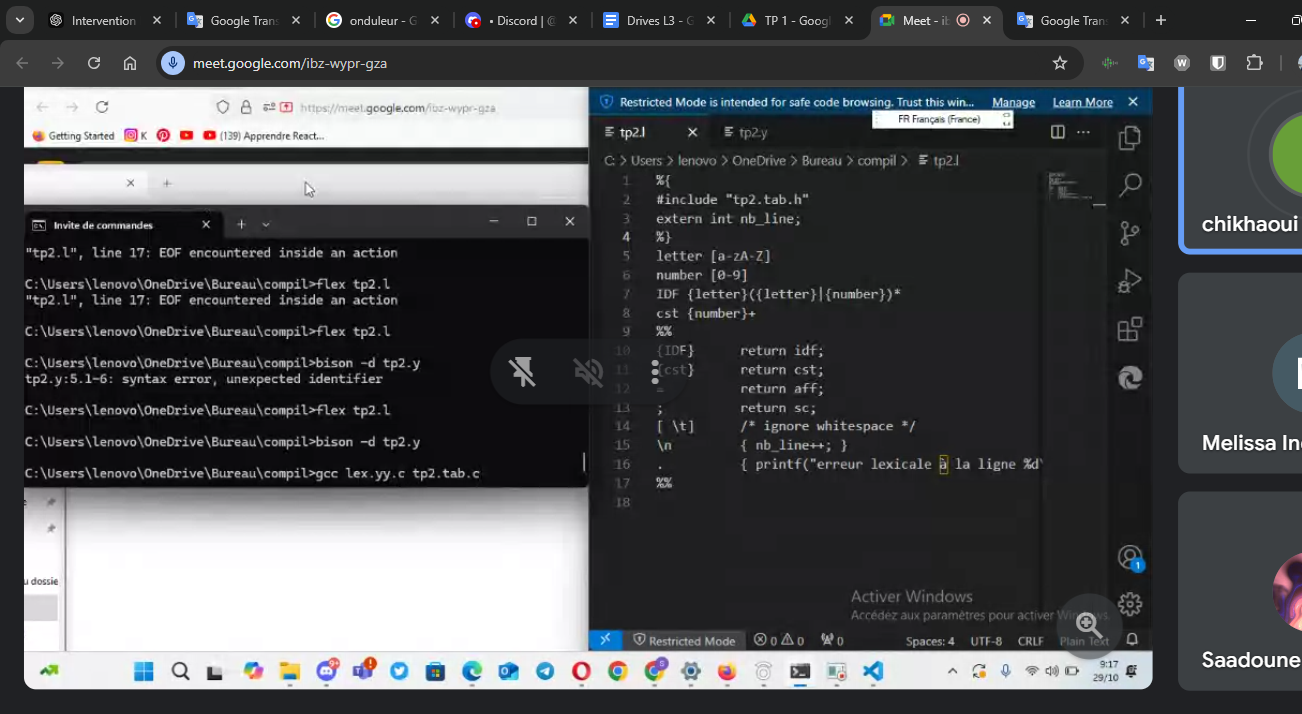 Intervention
Google Trans
onduleur - G
• Discord | @
Drives L3 - G
TP 1 - Googl
Meet - ib
Google Trans
meet.google.com/ibz-wypr-gza
https://meet.google.com/ibz-wypr-gza
Getting Started
K
(139) Apprendre React...
Invite de commandes
"tp2.l", line 17: EOF encountered inside an action
C:\Users\lenovo\OneDrive\Bureau\compil>flex tp2.l
"tp2.l", line 17: EOF encountered inside an action
C:\Users\lenovo\OneDrive\Bureau\compil>flex tp2.l
C:\Users\lenovo\OneDrive\Bureau\compil>bison -d tp2.y
tp2.y:5.1-6: syntax error, unexpected identifier
C:\Users\lenovo\OneDrive\Bureau\compil>flex tp2.l
C:\Users\lenovo\OneDrive\Bureau\compil>bison -d tp2.y
C:\Users\lenovo\OneDrive\Bureau\compil>gcc lex.yy.c tp2.tab.c
u dossie
Restricted Mode is intended for safe code browsing. Trust this win... Manage Learn More
FR Français (France)
tp2.l
tp2.y
C: > Users > lenovo > OneDrive > Bureau > compil > tp2.l
1 %{
2 #include "tp2.tab.h"
3 extern int nb_line;
4 %}
5 letter [a-zA-Z]
6 number [0-9]
7 IDF {letter}({letter}|{number})*
8 cst {number}+
9 %%
10 {IDF} return idf;
11 {cst} return cst;
12 = return aff;
13 ; return sc;
14 [ \t] /* ignore whitespace */
15 \n { nb_line++; }
16 . { printf("erreur lexicale à la ligne %d
17 %%
18
Activer Windows
Accédez aux paramètres pour activer Windows.
Restricted Mode
0 0
0
Spaces: 4 UTF-8 CRLF Plain Text
9:17
29/10
chikhaoui
Melissa In
Saadoune